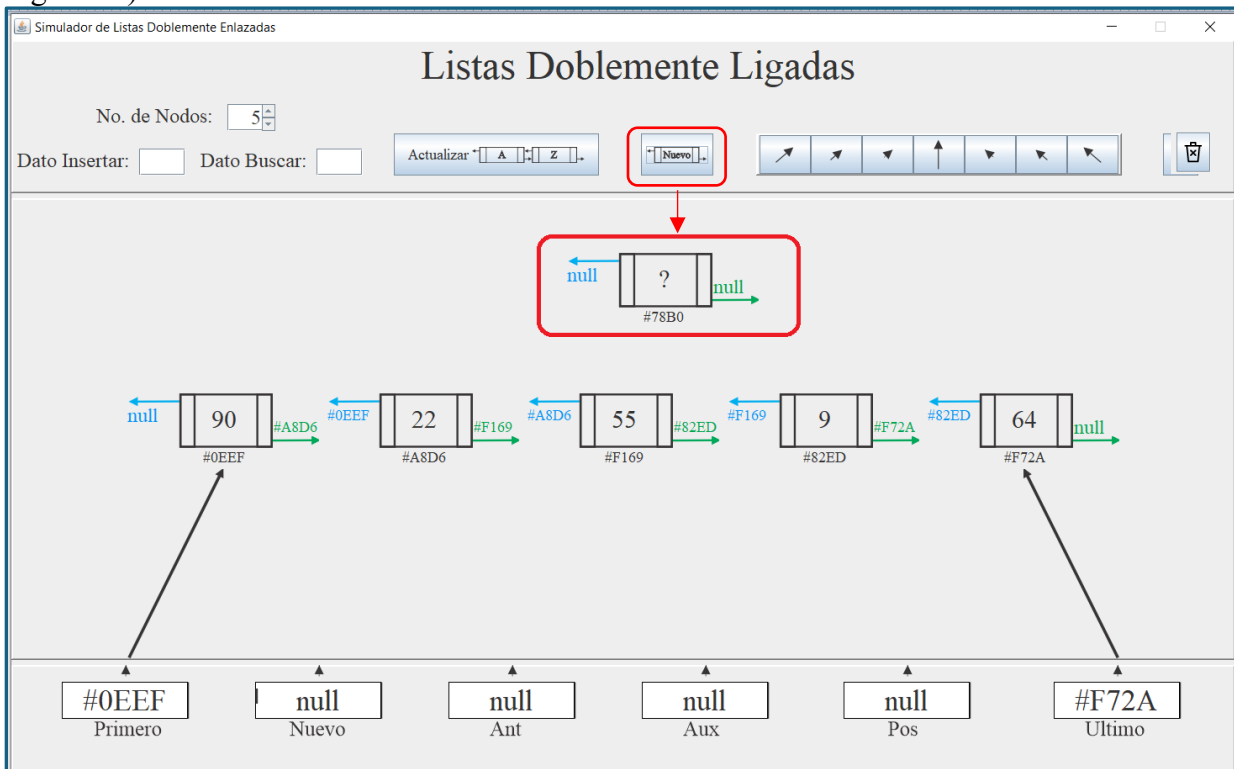 Simulador de Listas Doblemente Enlazadas
Listas Doblemente Ligadas
No. de Nodos: 5
Dato Insertar: Dato Buscar: Actualizar A Z Nuevo
null ? null
#78B0
null 90 #A8D6 #0EEF 22 #F169 #A8D6 55 #82ED #F169 9 #F72A #82ED 64 null
#0EEF #A8D6 #F169 #82ED #F72A
#0EEF null null null null #F72A
Primero Nuevo Ant Aux Pos Ultimo